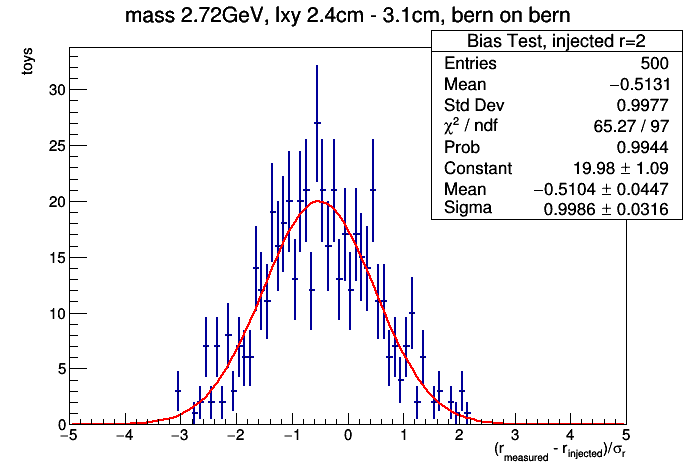 mass 2.72GeV, lxy 2.4cm - 3.1cm, bern on bern
Bias Test, injected r=2
Entries 500
Mean −0.5131
Std Dev 0.9977
χ² / ndf 65.27 / 97
Prob 0.9944
Constant 19.98 ± 1.09
Mean −0.5104 ± 0.0447
Sigma 0.9986 ± 0.0316
toys
30
25
20
15
10
5
0
−5 −4 −3 −2 −1 0 1 2 3 4 5
(r_measured - r_injected)/σ_r